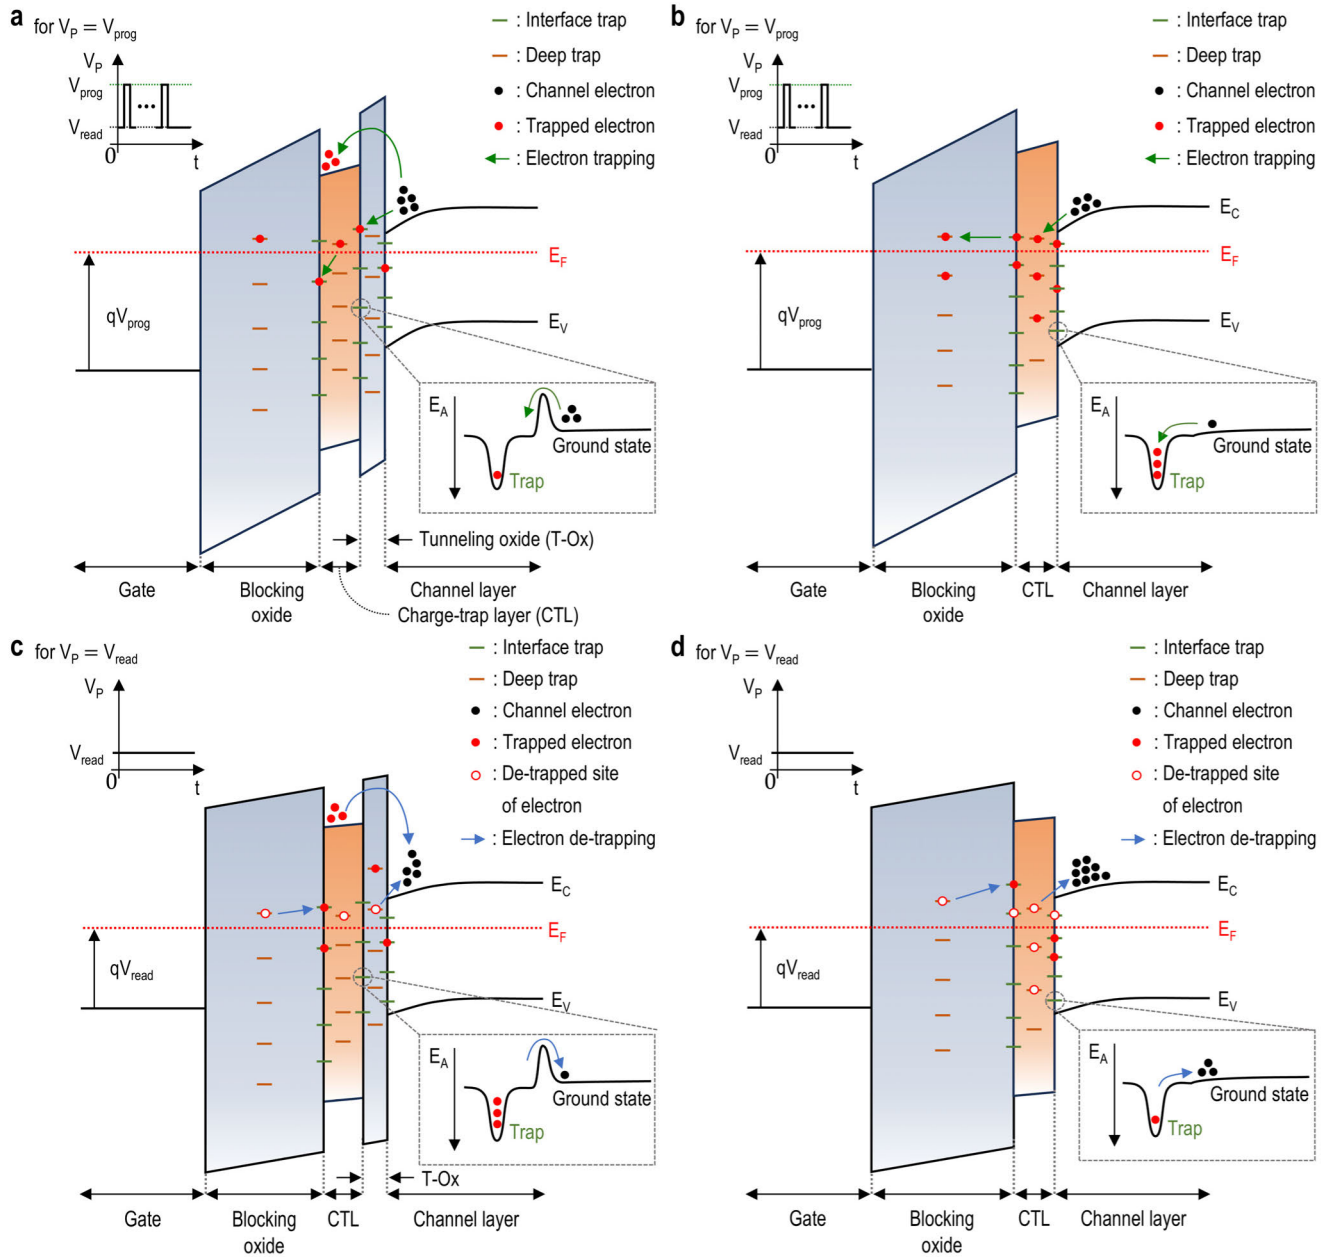 a
for V_P = V_prog
V_P
V_prog
V_read
0
t
: Interface trap
: Deep trap
: Channel electron
: Trapped electron
: Electron trapping
E_C
E_F
E_V
qV_prog
E_A
Ground state
Trap
Tunneling oxide (T-Ox)
Gate
Blocking
oxide
Channel layer
Charge-trap layer (CTL)
b
for V_P = V_prog
V_P
V_prog
V_read
0
t
: Interface trap
: Deep trap
: Channel electron
: Trapped electron
: Electron trapping
E_C
E_F
E_V
qV_prog
E_A
Ground state
Trap
Gate
Blocking
oxide
CTL
Channel layer
c
for V_P = V_read
V_P
V_read
0
t
: Interface trap
: Deep trap
: Channel electron
: Trapped electron
: De-trapped site
of electron
: Electron de-trapping
E_C
E_F
E_V
qV_read
E_A
Ground state
Trap
T-Ox
Gate
Blocking
oxide
CTL
Channel layer
d
for V_P = V_read
V_P
V_read
0
t
: Interface trap
: Deep trap
: Channel electron
: Trapped electron
: De-trapped site
of electron
: Electron de-trapping
E_C
E_F
E_V
qV_read
E_A
Ground state
Trap
Gate
Blocking
oxide
CTL
Channel layer